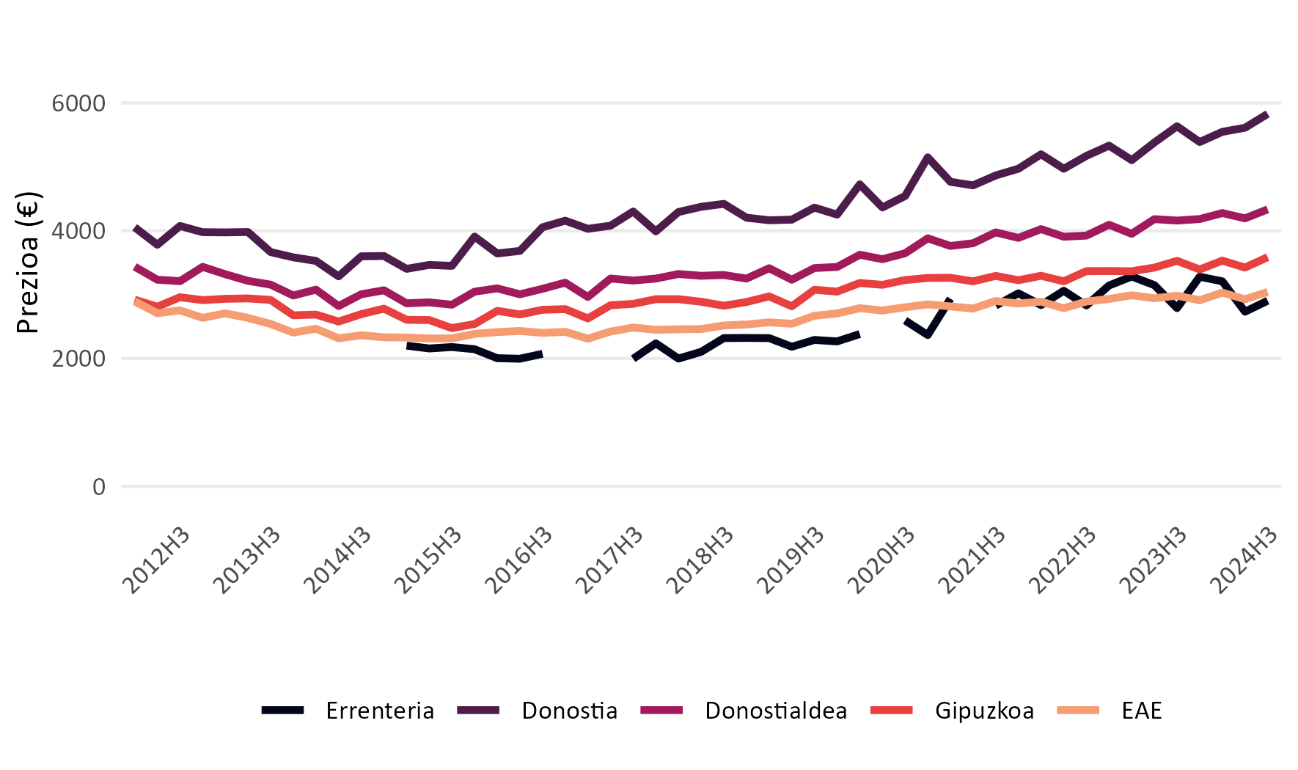 Prezioa (€)
6000
4000
2000
0
2012H3
2013H3
2014H3
2015H3
2016H3
2017H3
2018H3
2019H3
2020H3
2021H3
2022H3
2023H3
2024H3
Errenteria
Donostia
Donostialdea
Gipuzkoa
EAE